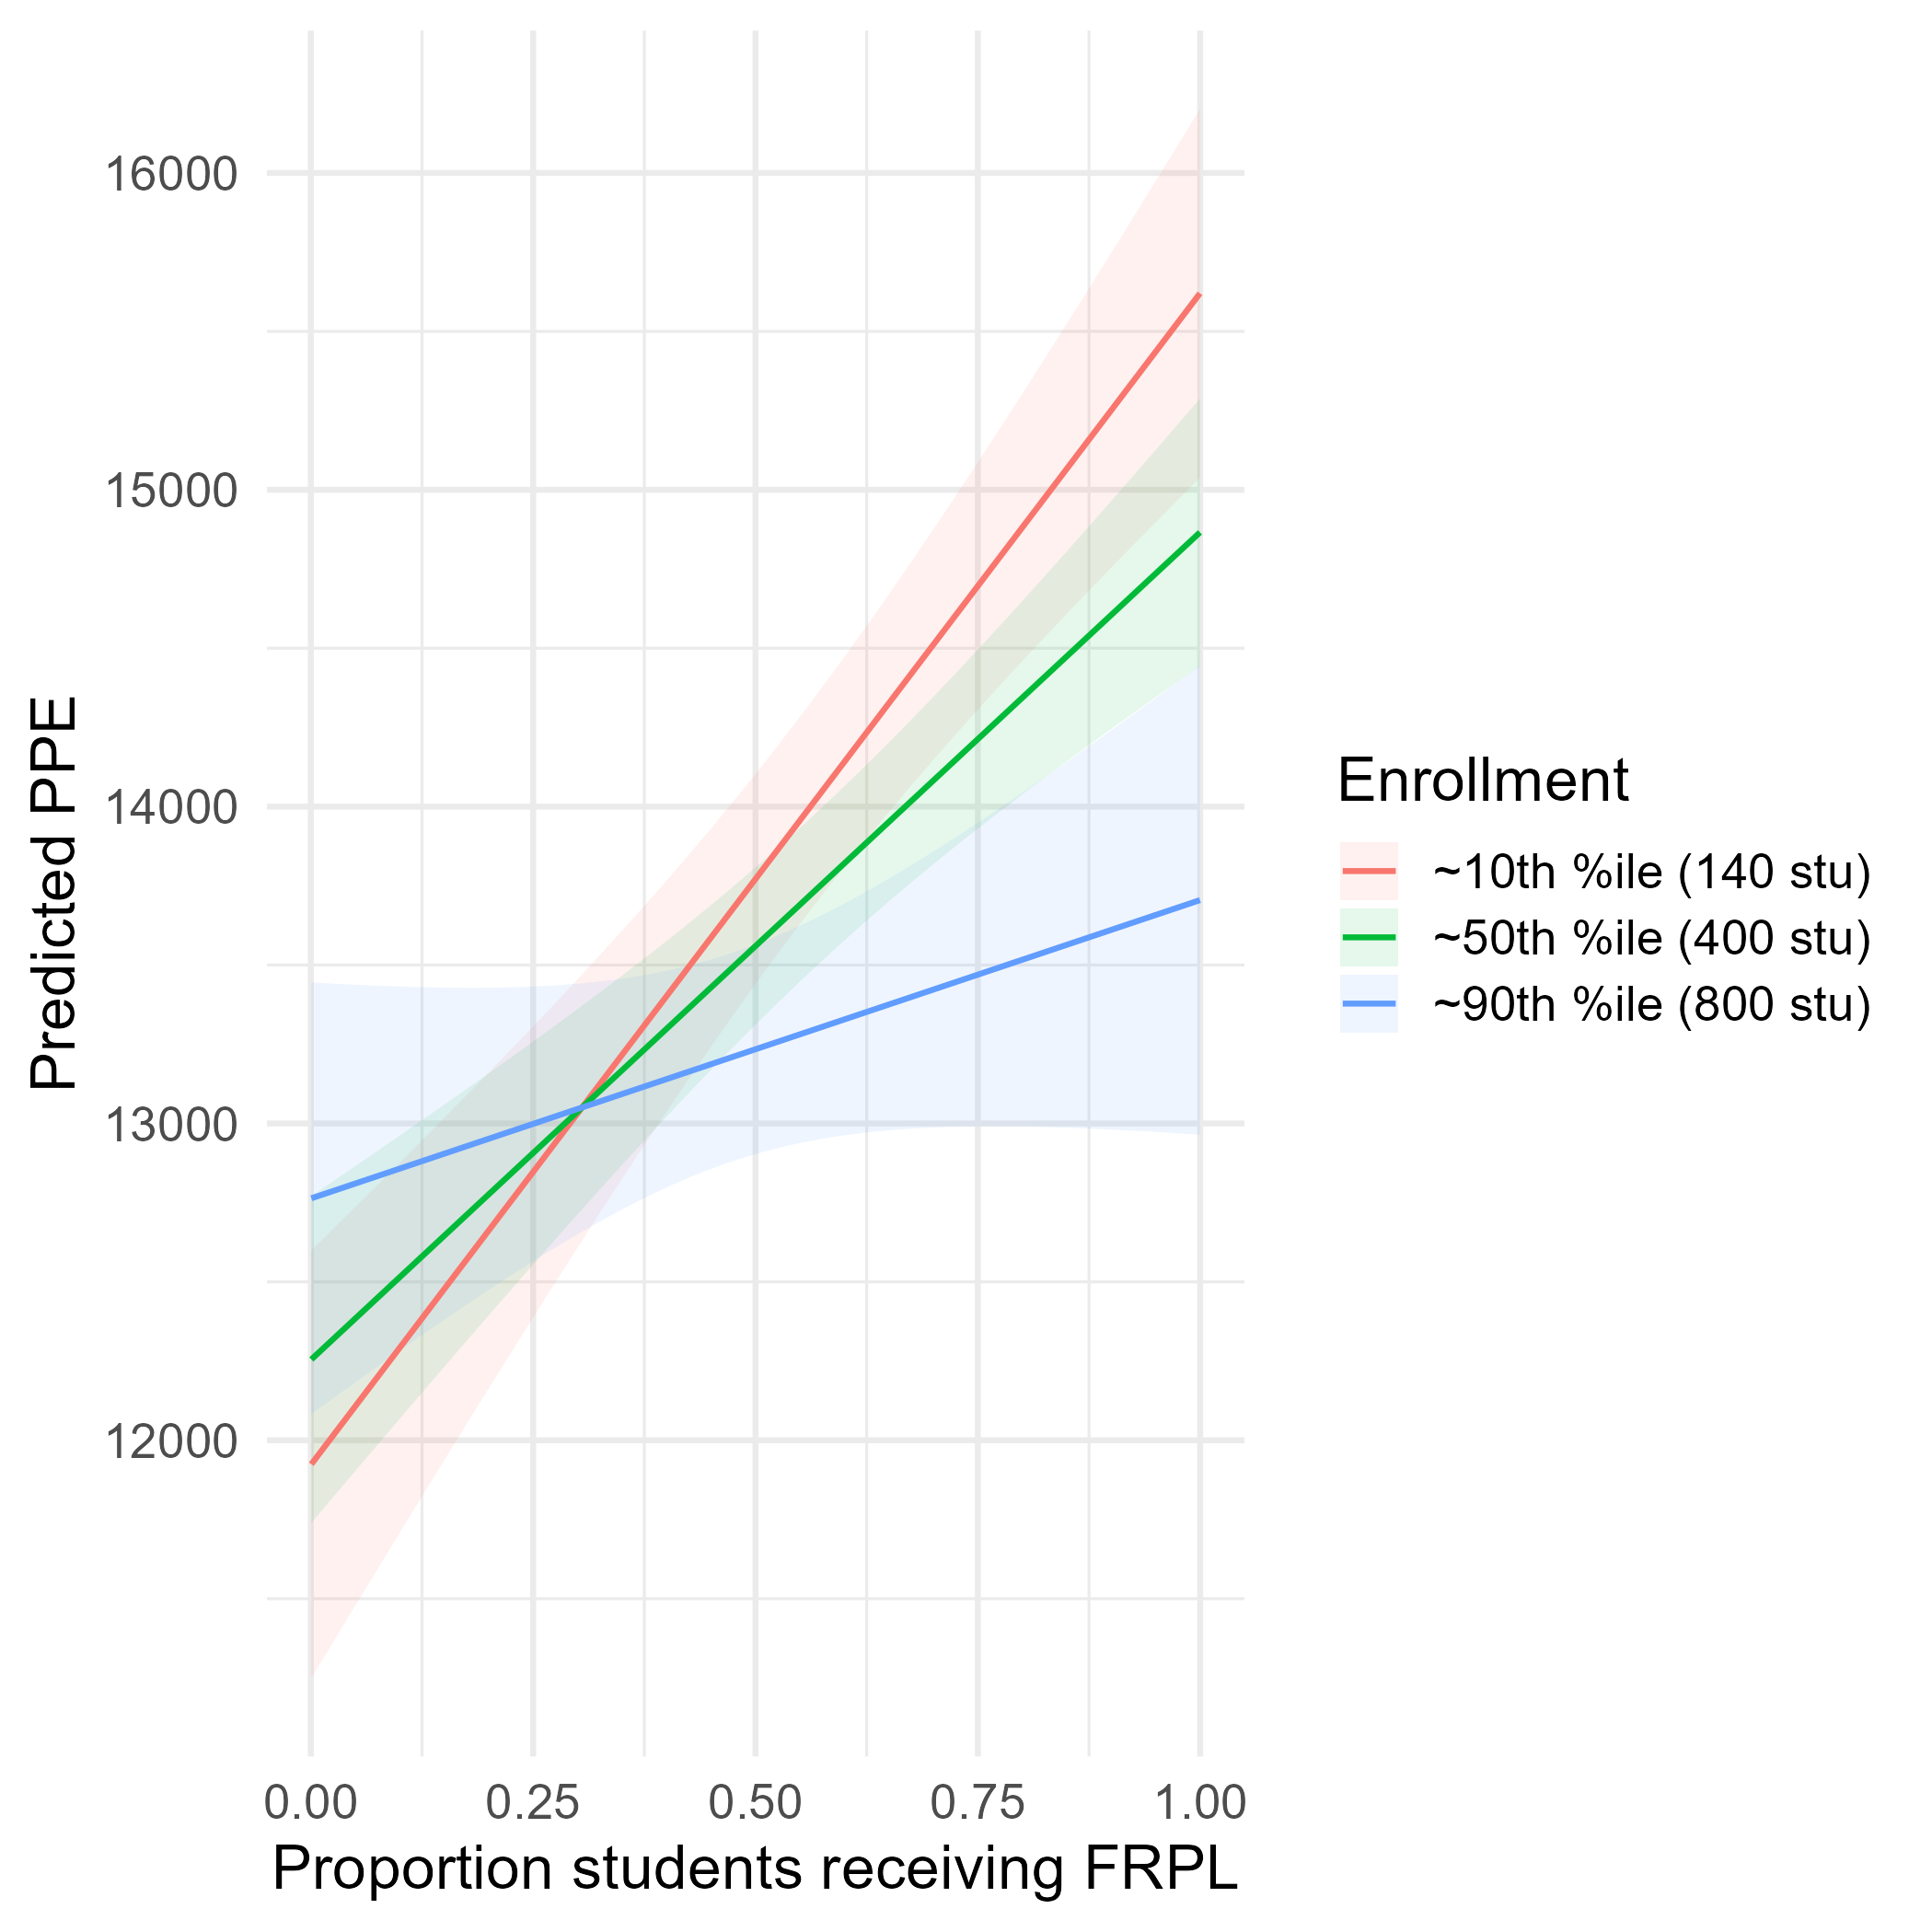 Predicted PPE
16000
15000
14000
13000
12000
0.00 0.25 0.50 0.75 1.00
Proportion students receiving FRPL
Enrollment
~10th %ile (140 stu)
~50th %ile (400 stu)
~90th %ile (800 stu)